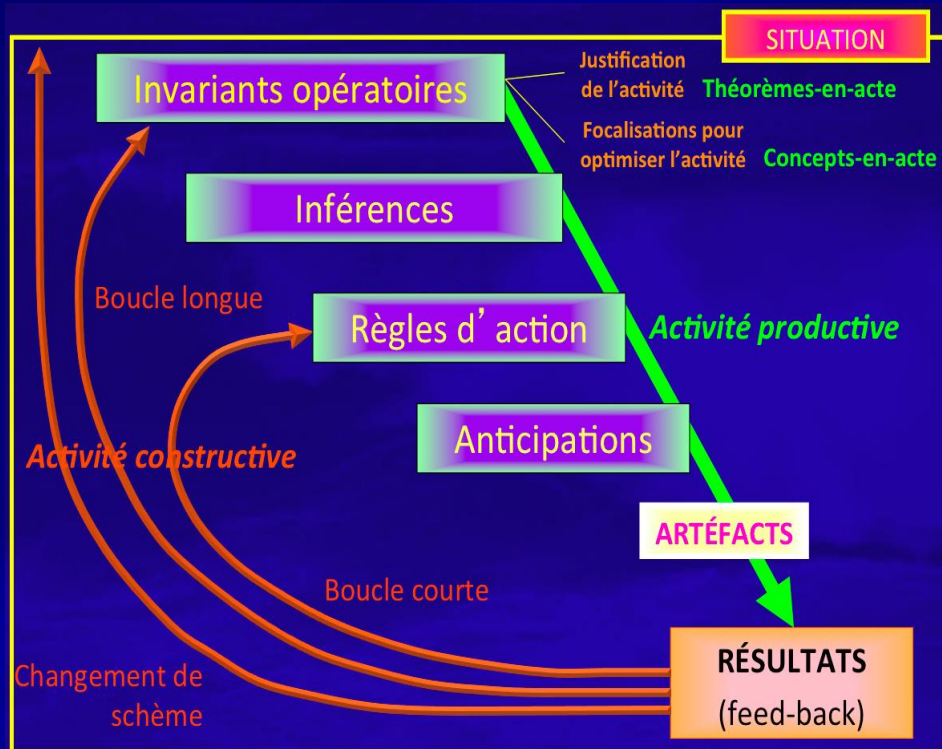 SITUATION
Invariants opératoires
Justification
de l’activité Théorèmes-en-acte
Focalisations pour
optimiser l’activité Concepts-en-acte
Inférences
Boucle longue
Règles d’ action
Activité productive
Anticipations
Activité constructive
ARTÉFACTS
Boucle courte
Changement de
schème
RÉSULTATS
(feed-back)